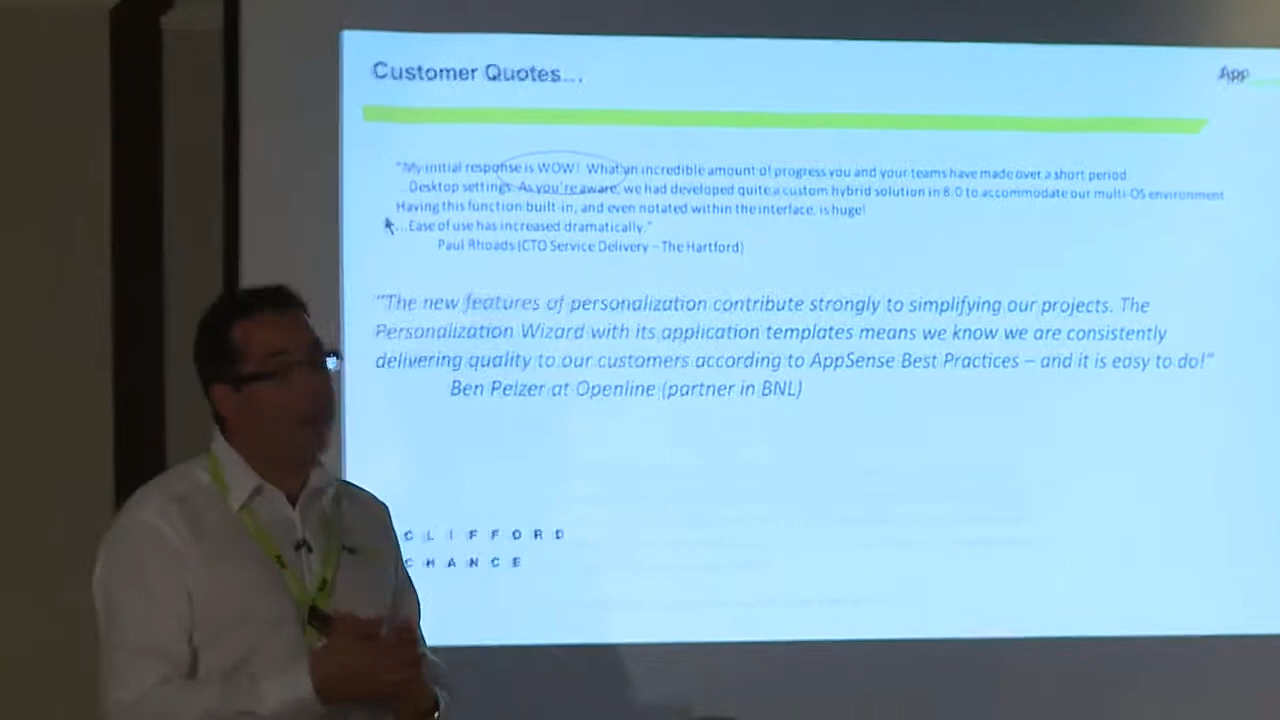 Customer Quotes...
App
"My initial response is WOW! What an incredible amount of progress you and your teams have made over a short period.
...Desktop settings. As you're aware, we had developed quite a custom hybrid solution in 8.0 to accommodate our multi-OS environment.
Having this function built-in, and even notated within the interface, is huge!
...Ease of use has increased dramatically."
Paul Rhoads (CTO Service Delivery – The Hartford)
"The new features of personalization contribute strongly to simplifying our projects. The
Personalization Wizard with its application templates means we know we are consistently
delivering quality to our customers according to AppSense Best Practices – and it is easy to do!"
Ben Pelzer at Openline (partner in BNL)
CLIFFORD
CHANCE